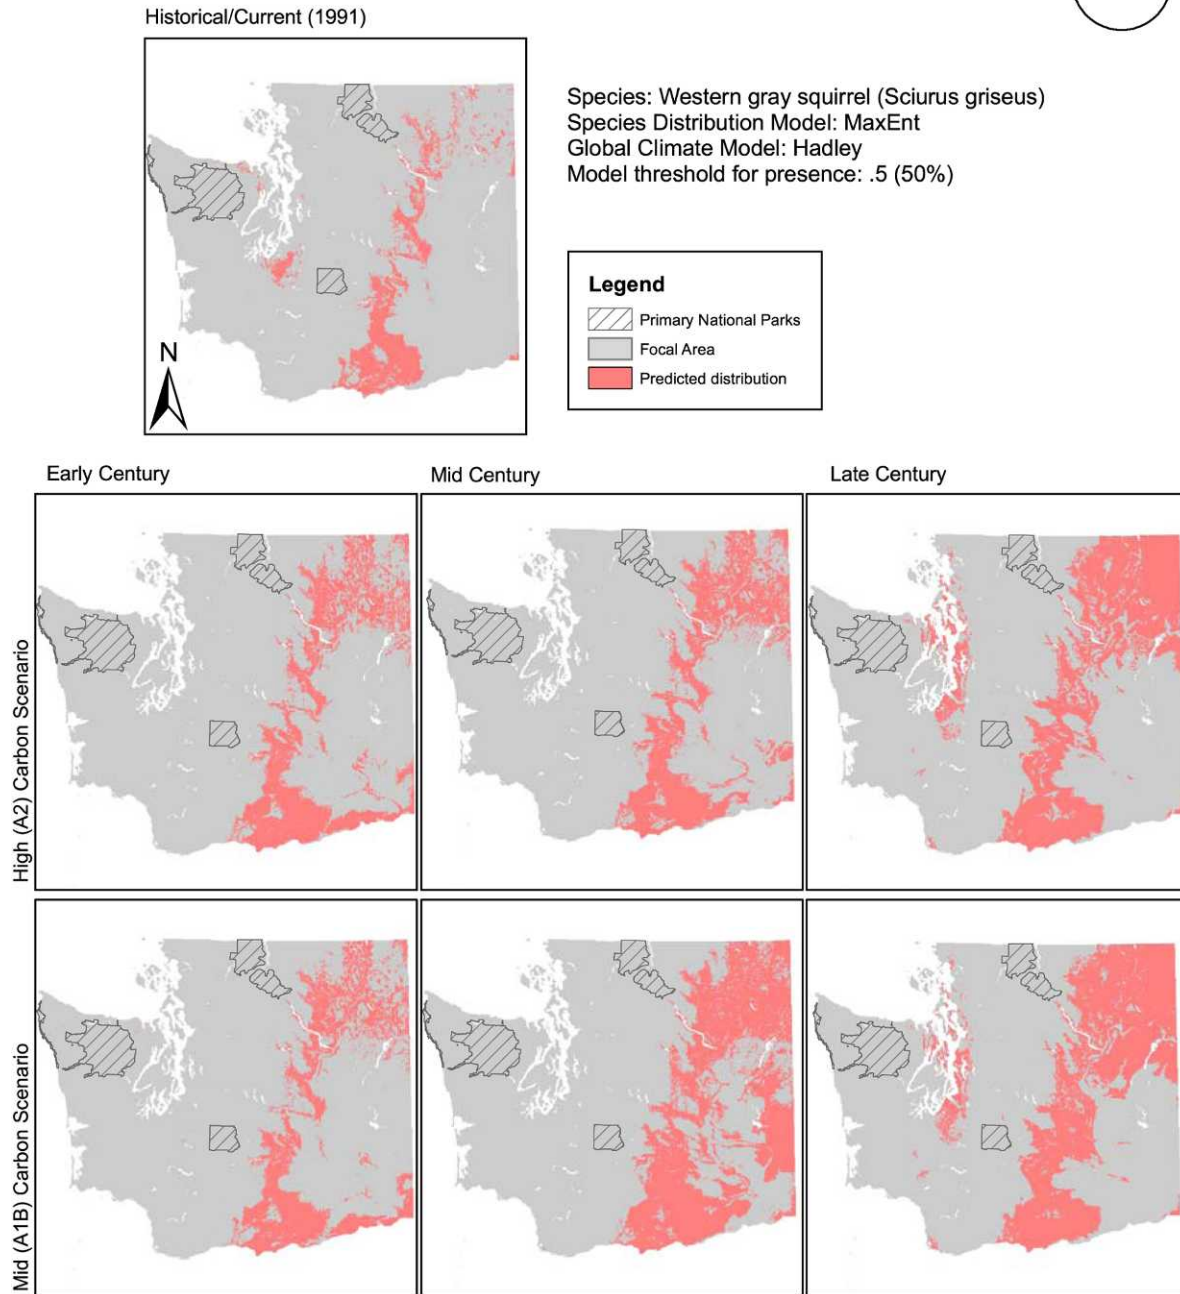 Historical/Current (1991)
Species: Western gray squirrel (Sciurus griseus)
Species Distribution Model: MaxEnt
Global Climate Model: Hadley
Model threshold for presence: .5 (50%)
Legend
Primary National Parks
Focal Area
Predicted distribution
N
Early Century
Mid Century
Late Century
High (A2) Carbon Scenario
Mid (A1B) Carbon Scenario